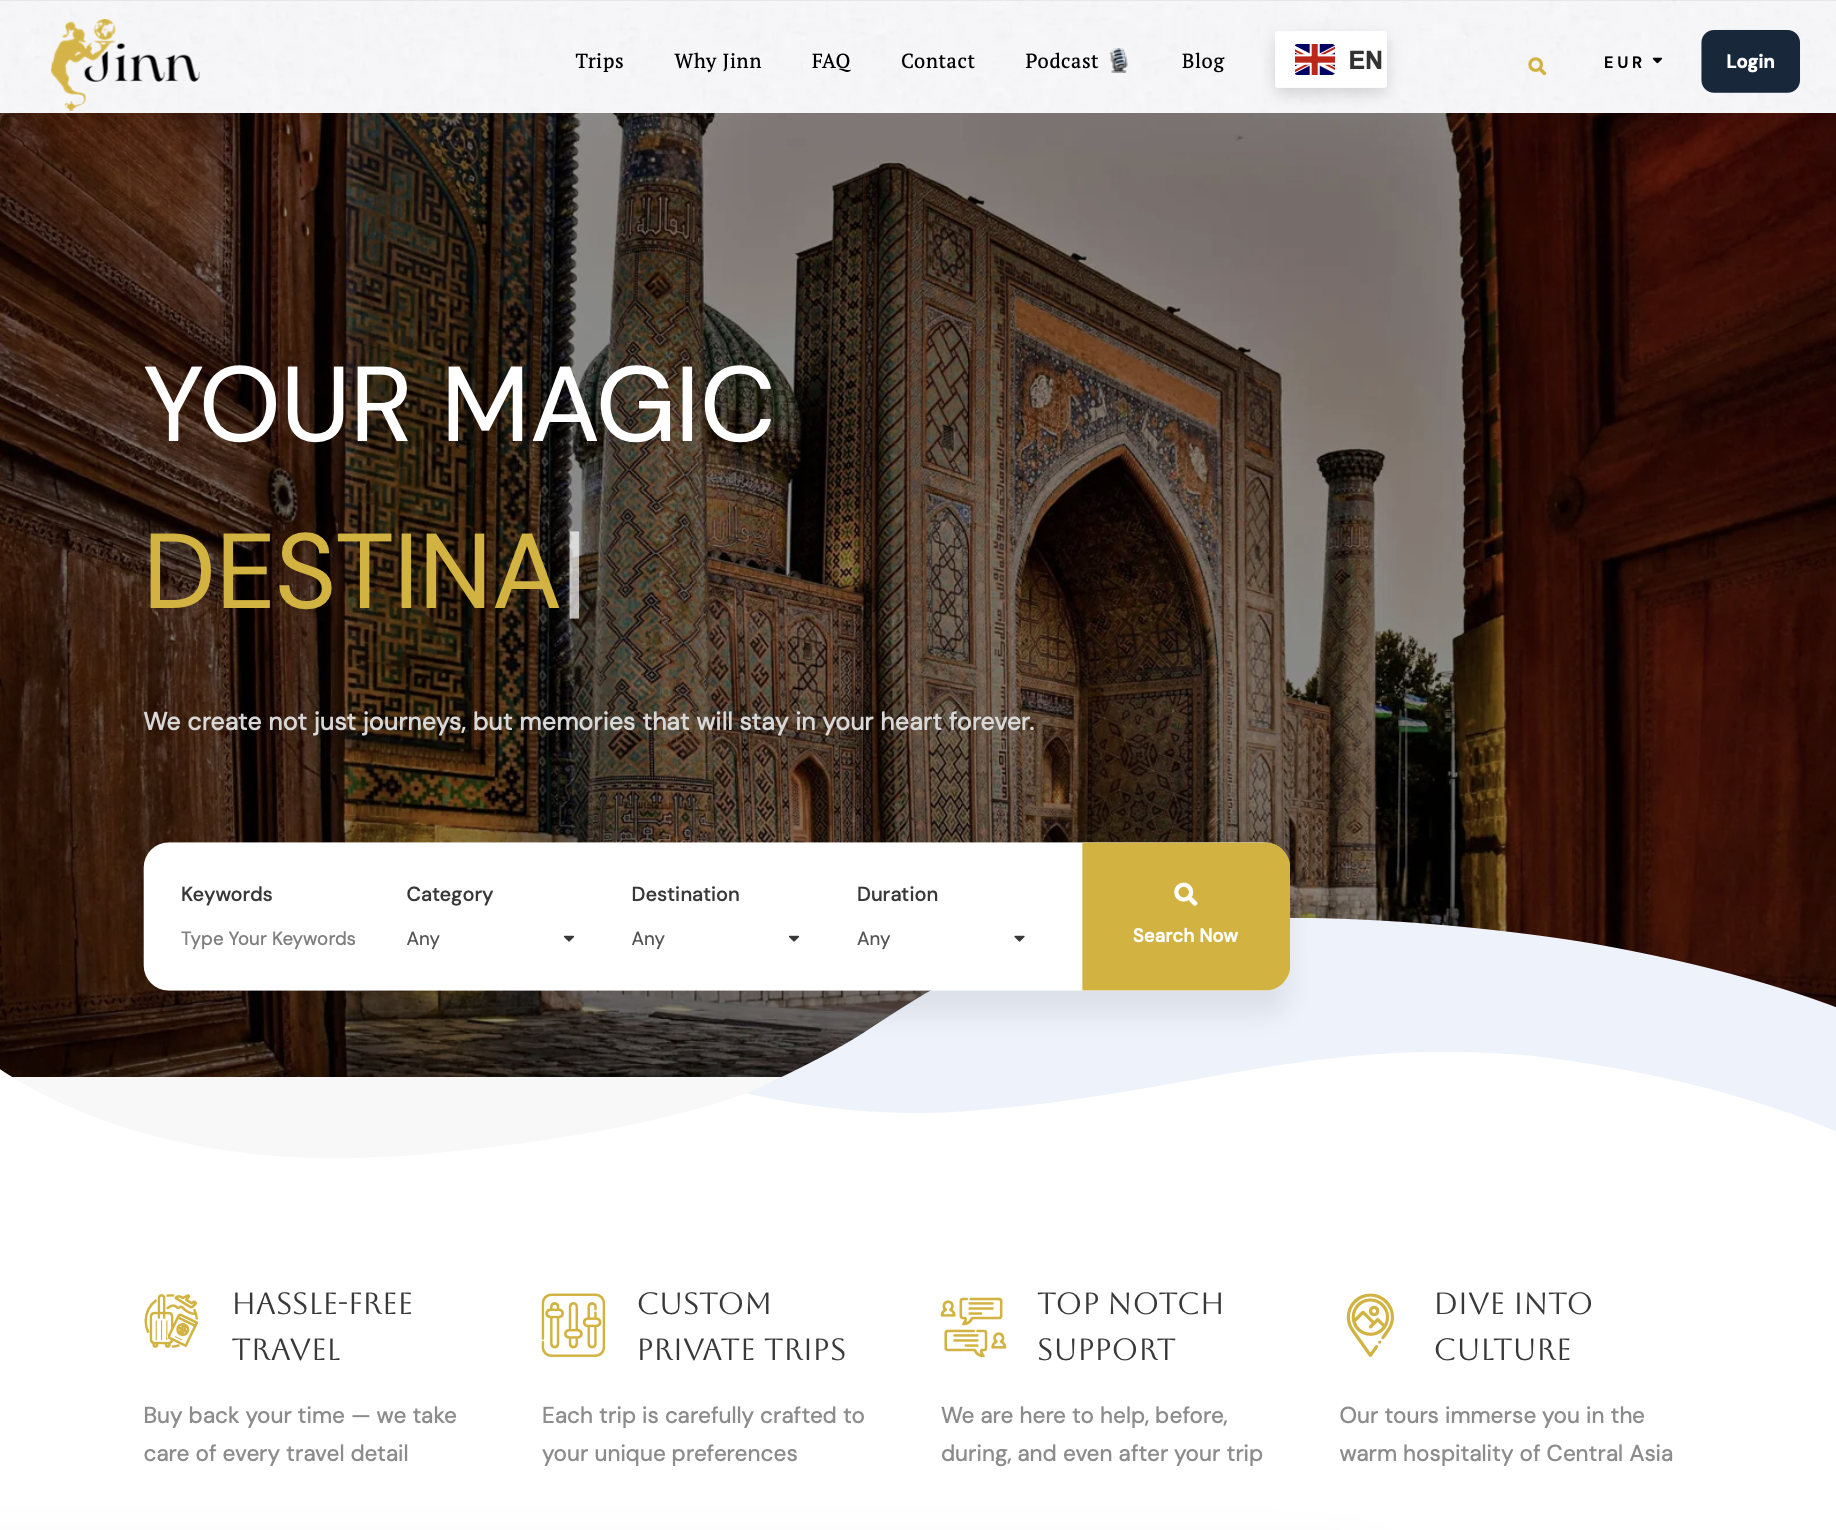 Jinn
Trips
Why Jinn
FAQ
Contact
Podcast 🎙️
Blog
EN
EUR
Login
YOUR MAGIC
DESTINA
We create not just journeys, but memories that will stay in your heart forever.
Keywords
Type Your Keywords
Category
Any
Destination
Any
Duration
Any
Search Now
HASSLE-FREE
TRAVEL
Buy back your time — we take
care of every travel detail
CUSTOM
PRIVATE TRIPS
Each trip is carefully crafted to
your unique preferences
TOP NOTCH
SUPPORT
We are here to help, before,
during, and even after your trip
DIVE INTO
CULTURE
Our tours immerse you in the
warm hospitality of Central Asia